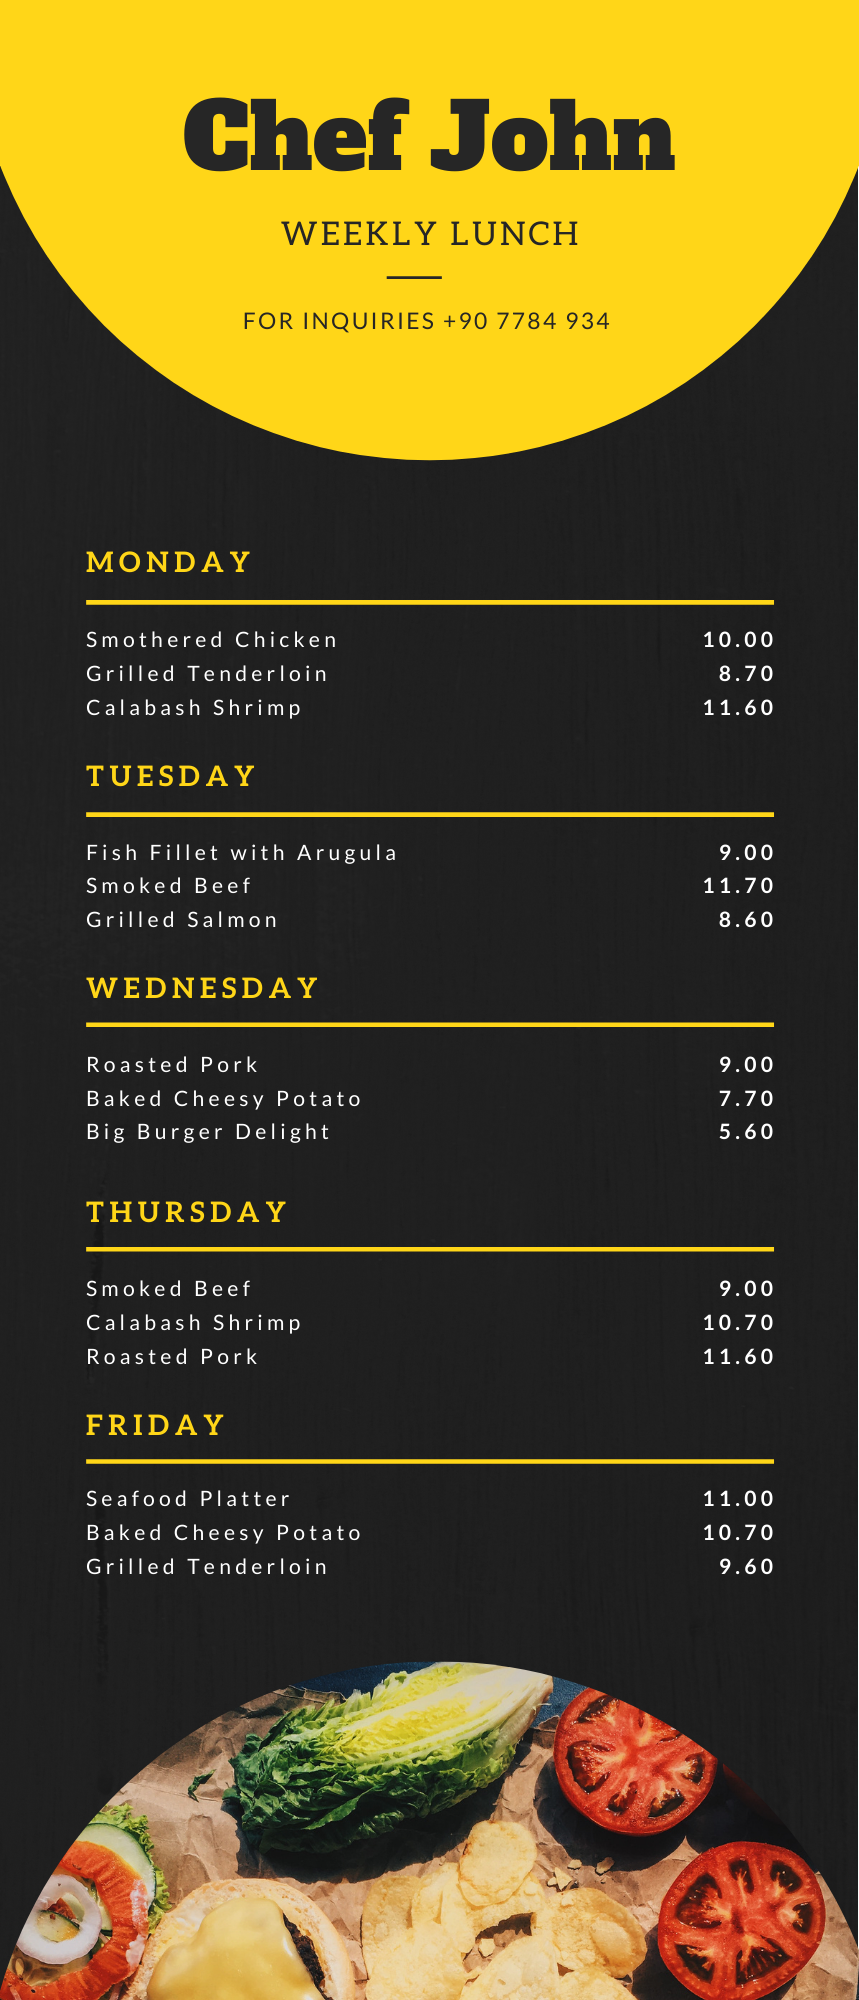 Chef John
WEEKLY LUNCH
FOR INQUIRIES +90 7784 934
MONDAY
Smothered Chicken 10.00
Grilled Tenderloin 8.70
Calabash Shrimp 11.60
TUESDAY
Fish Fillet with Arugula 9.00
Smoked Beef 11.70
Grilled Salmon 8.60
WEDNESDAY
Roasted Pork 9.00
Baked Cheesy Potato 7.70
Big Burger Delight 5.60
THURSDAY
Smoked Beef 9.00
Calabash Shrimp 10.70
Roasted Pork 11.60
FRIDAY
Seafood Platter 11.00
Baked Cheesy Potato 10.70
Grilled Tenderloin 9.60